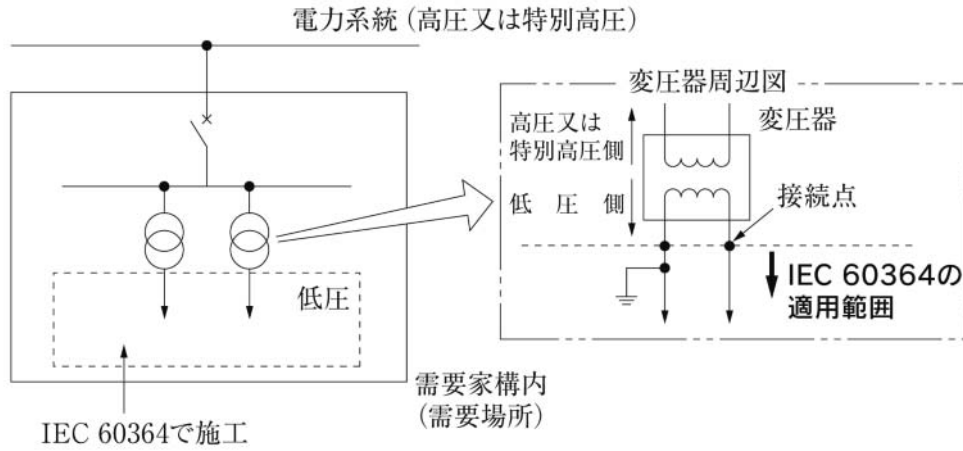 電力系統 (高圧又は特別高圧)
変圧器周辺図
高圧又は
特別高圧側
変圧器
低 圧 側
接続点
IEC 60364の
適用範囲
低圧
需要家構内
(需要場所)
IEC 60364で施工